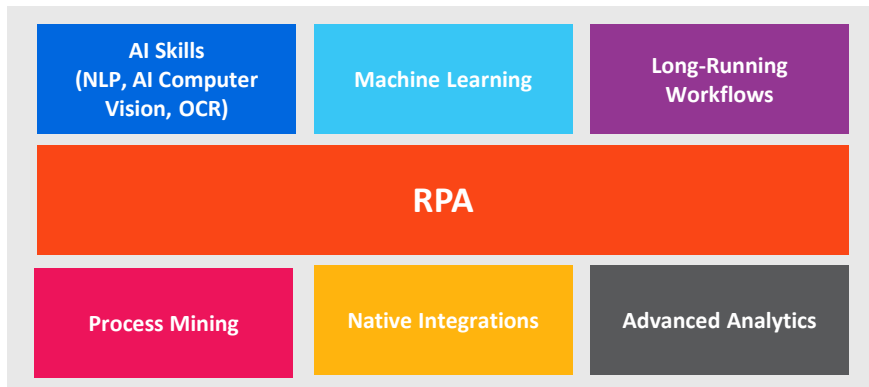 AI Skills
(NLP, AI Computer
Vision, OCR)
Machine Learning
Long-Running
Workflows
RPA
Process Mining
Native Integrations
Advanced Analytics